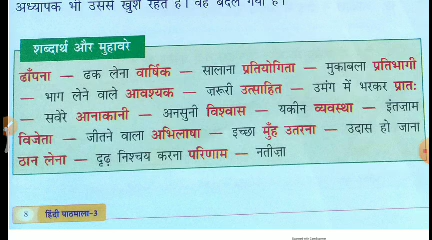 अध्यापक भी उससे खुश रहते हैं। वह बदल गया है।
शब्दार्थ और मुहावरे
ढाँपना — ढक लेना वार्षिक — सालाना प्रतियोगिता — मुकाबला प्रतिभागी
— भाग लेने वाले आवश्यक — ज़रूरी उत्साहित — उमंग में भरकर प्रातः
— सवेरे आनाकानी — अनसुनी विश्वास — यकीन व्यवस्था — इंतज़ाम
विजेता — जीतने वाला अभिलाषा — इच्छा मुँह उतरना — उदास हो जाना
ठान लेना — दृढ़ निश्चय करना परिणाम — नतीज़ा
8 हिंदी पाठमाला-3